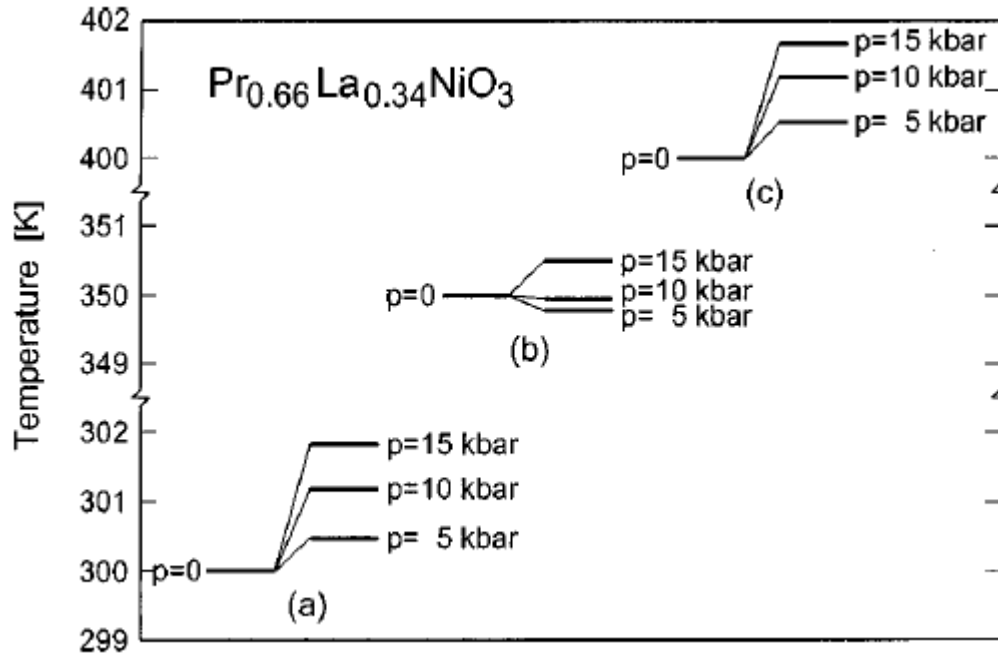 402
401
400
351
350
349
302
301
300
299
Temperature [K]
Pr0.66La0.34NiO3
p=15 kbar
p=10 kbar
p= 5 kbar
p=0
(c)
p=15 kbar
p=10 kbar
p= 5 kbar
p=0
(b)
p=15 kbar
p=10 kbar
p= 5 kbar
p=0
(a)